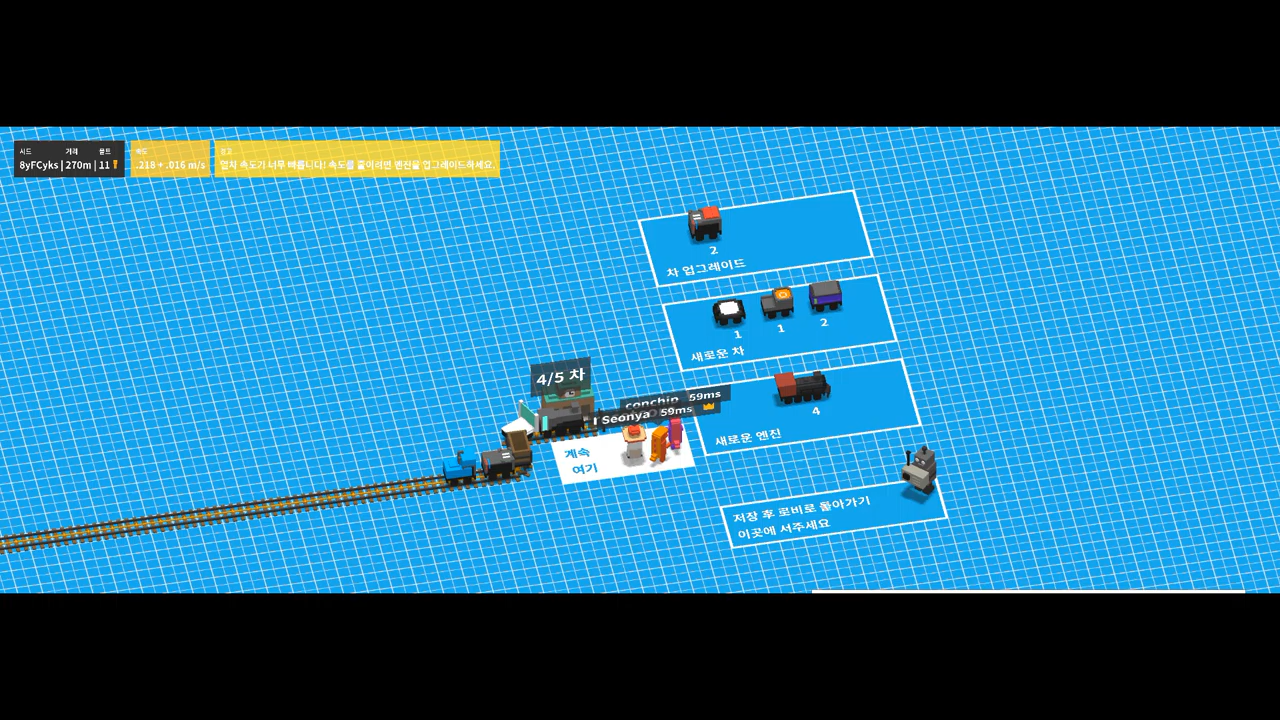 시드 거리 볼트
8yFCyks | 270m | 11
속도
.218 + .016 m/s
경고
열차 속도가 너무 빠릅니다! 속도를 줄이려면 엔진을 업그레이드하세요.
2
차 업그레이드
1 1 2
새로운 차
4/5 차
conchip 59ms
Seonya 59ms
4
새로운 엔진
계속
여기
저장 후 로비로 돌아가기
이곳에 서주세요